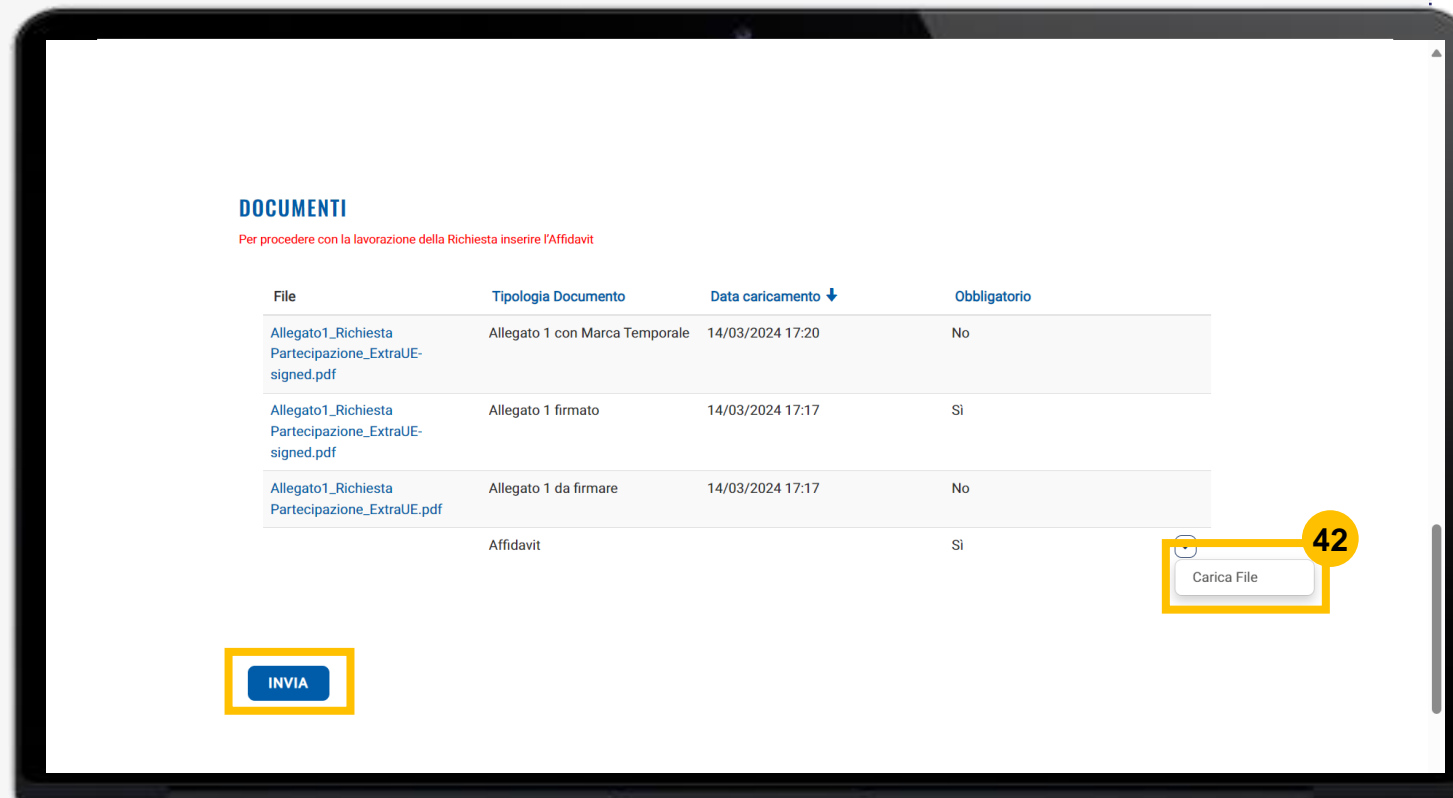 DOCUMENTI
Per procedere con la lavorazione della Richiesta inserire l'Affidavit
File Tipologia Documento Data caricamento Obbligatorio
Allegato1_Richiesta Allegato 1 con Marca Temporale 14/03/2024 17:20 No
Partecipazione_ExtraUE-
signed.pdf
Allegato1_Richiesta Allegato 1 firmato 14/03/2024 17:17 Sì
Partecipazione_ExtraUE-
signed.pdf
Allegato1_Richiesta Allegato 1 da firmare 14/03/2024 17:17 No
Partecipazione_ExtraUE.pdf
Affidavit Sì
42
Carica File
INVIA